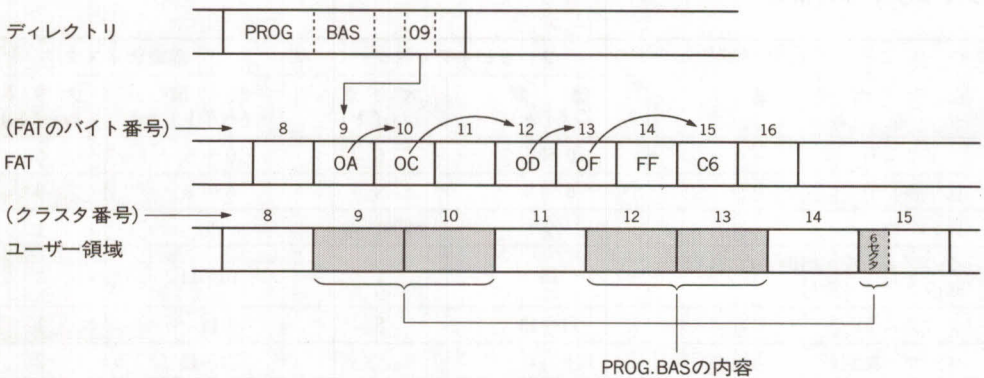 ディレクトリ PROG BAS 09
(FATのバイト番号) 8 9 10 11 12 13 14 15 16
FAT 0A 0C 0D 0F FF C6
(クラスタ番号) 8 9 10 11 12 13 14 15
ユーザー領域 6セクタ
PROG.BASの内容